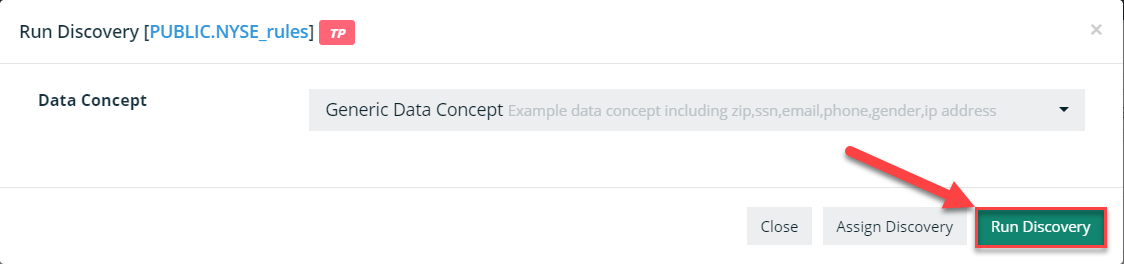 Run Discovery [PUBLIC.NYSE_rules] TP ×
Data Concept
Generic Data Concept Example data concept including zip,ssn,email,phone,gender,ip address
Close Assign Discovery Run Discovery